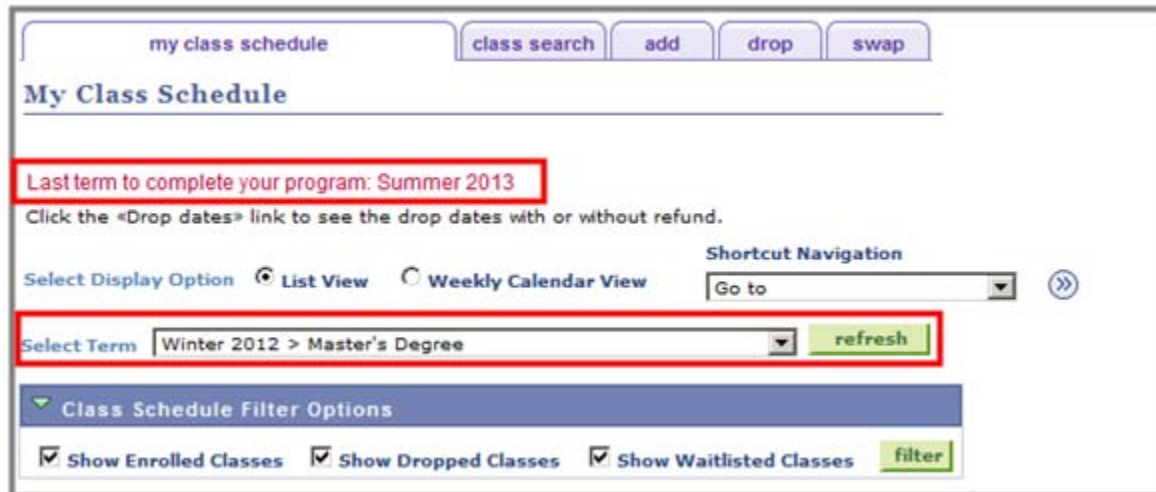 my class schedule class search add drop swap
My Class Schedule
Last term to complete your program: Summer 2013
Click the «Drop dates» link to see the drop dates with or without refund.
Shortcut Navigation
Select Display Option List View Weekly Calendar View Go to
Select Term Winter 2012 > Master's Degree refresh
Class Schedule Filter Options
Show Enrolled Classes Show Dropped Classes Show Waitlisted Classes filter